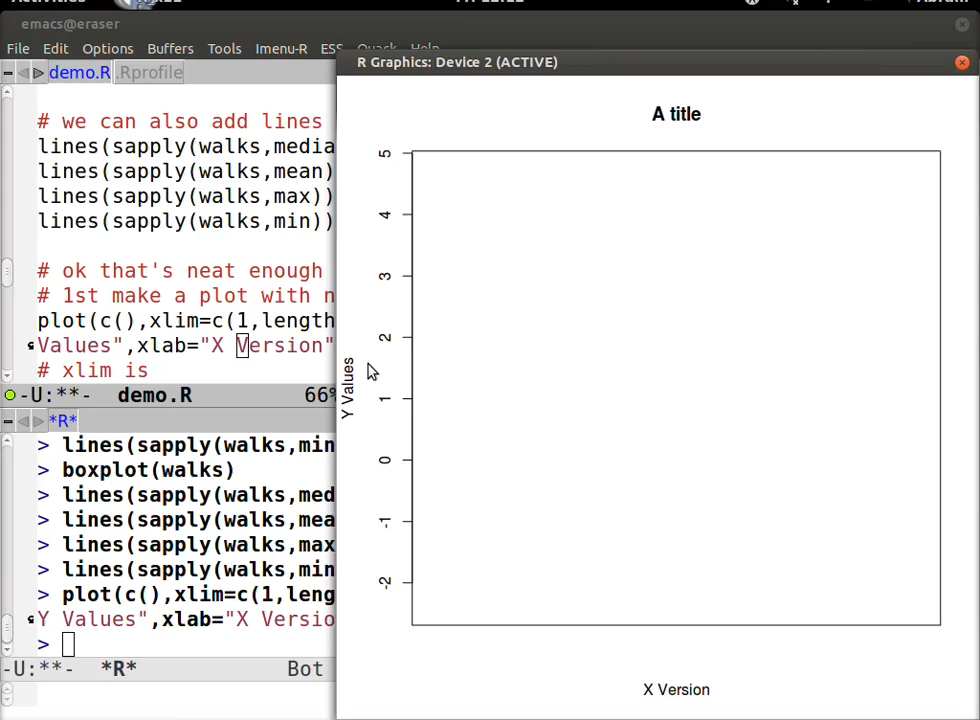 emacs@eraser
File Edit Options Buffers Tools Imenu-R ESS Quack Help
demo.R .Rprofile
# we can also add lines
lines(sapply(walks,media
lines(sapply(walks,mean)
lines(sapply(walks,max))
lines(sapply(walks,min))
# ok that's neat enough
# 1st make a plot with n
plot(c(),xlim=c(1,length
Values",xlab="X Version"
# xlim is
-U:**- demo.R 66%
*R*
> lines(sapply(walks,min
> boxplot(walks)
> lines(sapply(walks,med
> lines(sapply(walks,mea
> lines(sapply(walks,max
> lines(sapply(walks,min
> plot(c(),xlim=c(1,leng
Y Values",xlab="X Versio
>
-U:**- *R* Bot
R Graphics: Device 2 (ACTIVE)
A title
5
4
3
2
1
0
-1
-2
Y Values
X Version